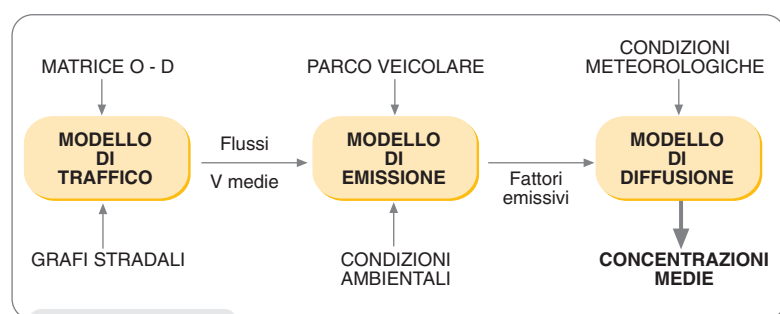 MATRICE O - D
PARCO VEICOLARE
CONDIZIONI
METEOROLOGICHE
MODELLO
DI
TRAFFICO
Flussi
V medie
MODELLO
DI
EMISSIONE
Fattori
emissivi
MODELLO
DI
DIFFUSIONE
GRAFI STRADALI
CONDIZIONI
AMBIENTALI
CONCENTRAZIONI
MEDIE